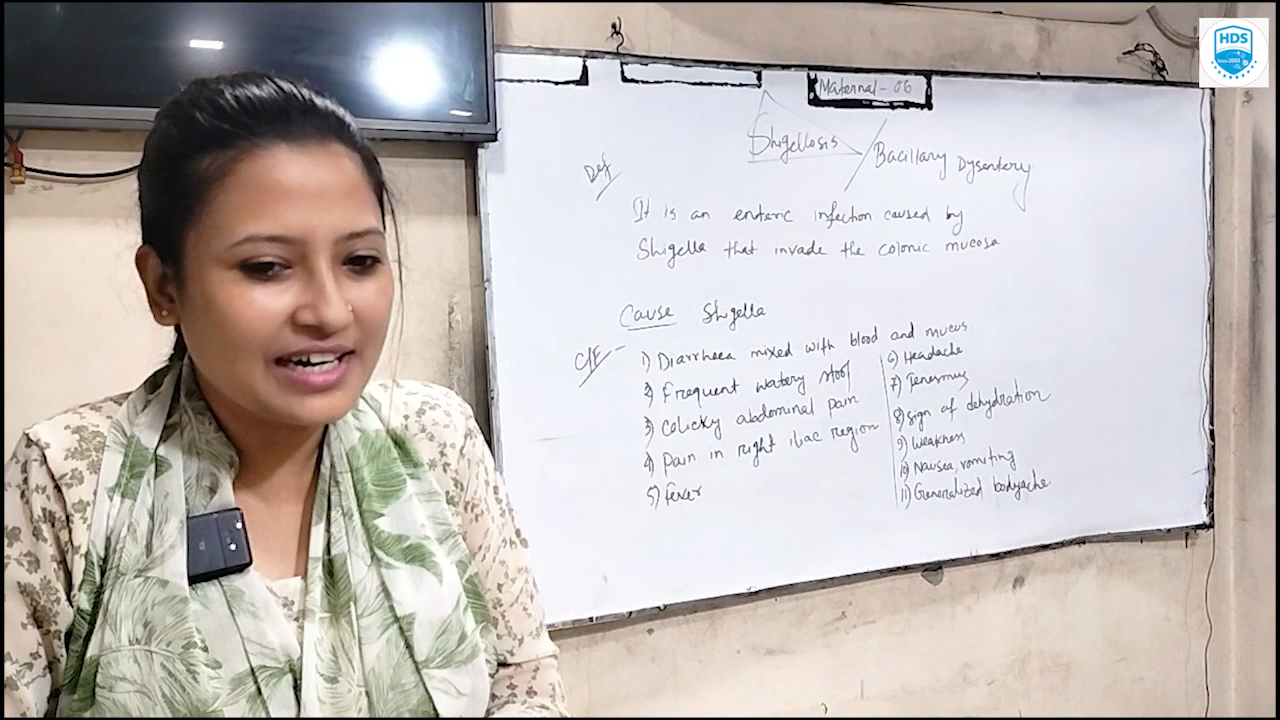 HDS
Since-2003
Maternal - 06
Shigellosis / Bacillary Dysentery
Def
It is an enteric infection caused by
Shigella that invade the colonic mucosa
Cause Shigella
C/F -
1) Diarrhoea mixed with blood and mucus
2) Frequent watery stool
3) Colicky abdominal pain
4) Pain in right iliac region
5) Fever
6) Headache
7) Tenesmus
8) Sign of dehydration
9) Weakness
10) Nausea, vomiting
11) Generalized bodyache